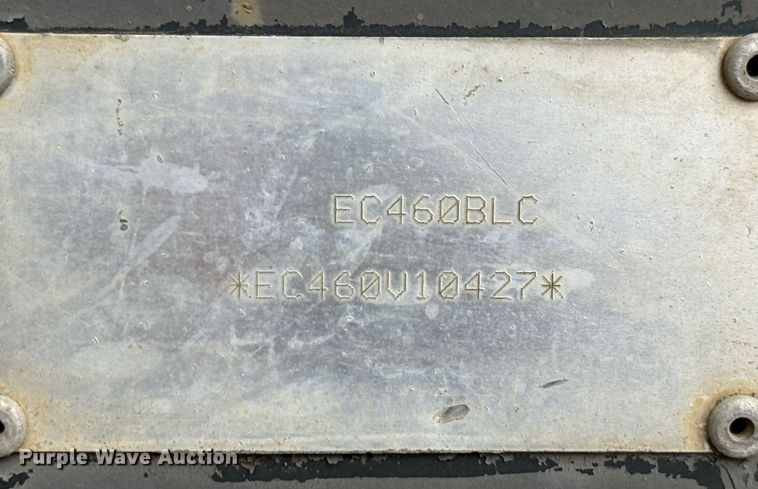 EC460BLC
*EC460V10427*
Purple Wave Auction